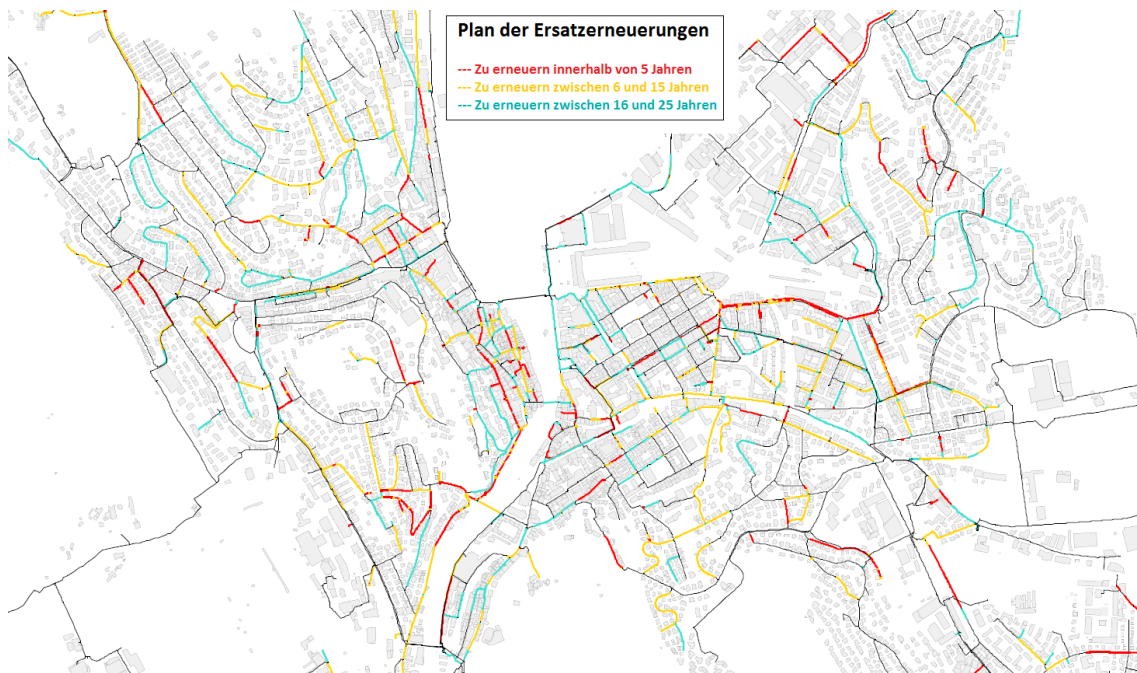 Plan der Ersatzerneuerungen
--- Zu erneuern innerhalb von 5 Jahren
--- Zu erneuern zwischen 6 und 15 Jahren
--- Zu erneuern zwischen 16 und 25 Jahren